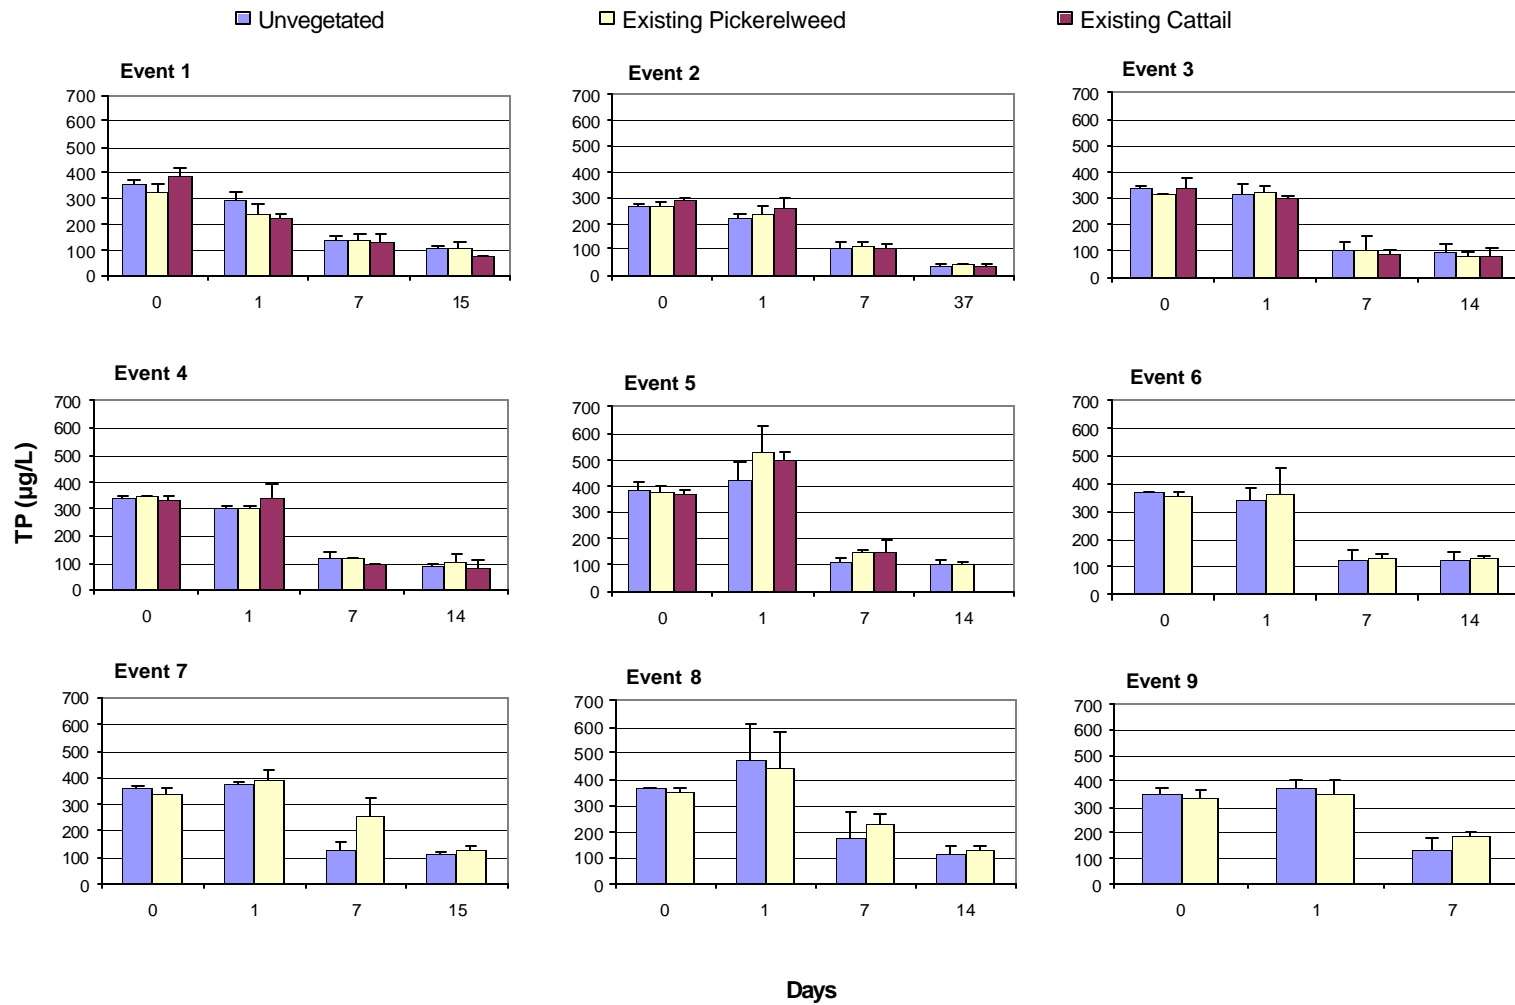 Unvegetated Existing Pickerelweed Existing Cattail
Event 1 Event 2 Event 3
700 700 700
600 600 600
500 500 500
400 400 400
300 300 300
200 200 200
100 100 100
0 0 0
0 1 7 15 0 1 7 37 0 1 7 14
Event 4 Event 5 Event 6
700 700 700
600 600 600
500 500 500
400 400 400
300 300 300
200 200 200
100 100 100
0 0 0
0 1 7 14 0 1 7 14 0 1 7 14
TP (µg/L)
Event 7 Event 8 Event 9
700 700 700
600 600 600
500 500 500
400 400 400
300 300 300
200 200 200
100 100 100
0 0 0
0 1 7 15 0 1 7 14 0 1 7
Days